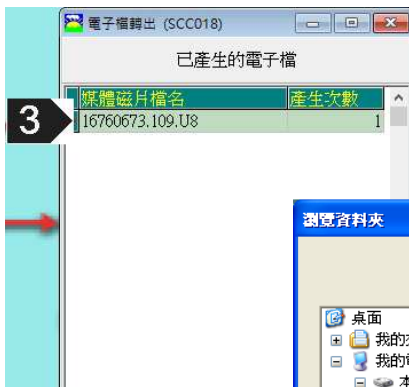 電子檔轉出 (SCC018)
已產生的電子檔
媒體磁片檔名 產生次數
3
16760673.109.U8 1
瀏覽資料夾
桌面
我的
我的